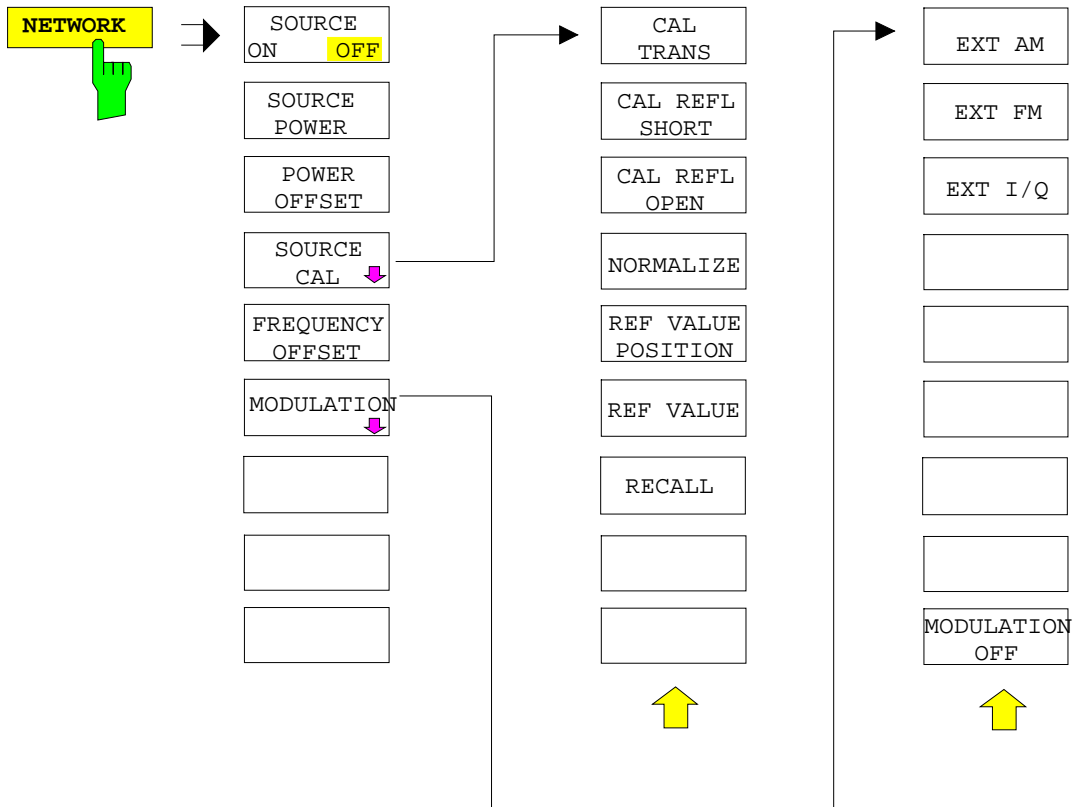 NETWORK
SOURCE
ON OFF
SOURCE
POWER
POWER
OFFSET
SOURCE
CAL
FREQUENCY
OFFSET
MODULATION
CAL
TRANS
CAL REFL
SHORT
CAL REFL
OPEN
NORMALIZE
REF VALUE
POSITION
REF VALUE
RECALL
EXT AM
EXT FM
EXT I/Q
MODULATION
OFF